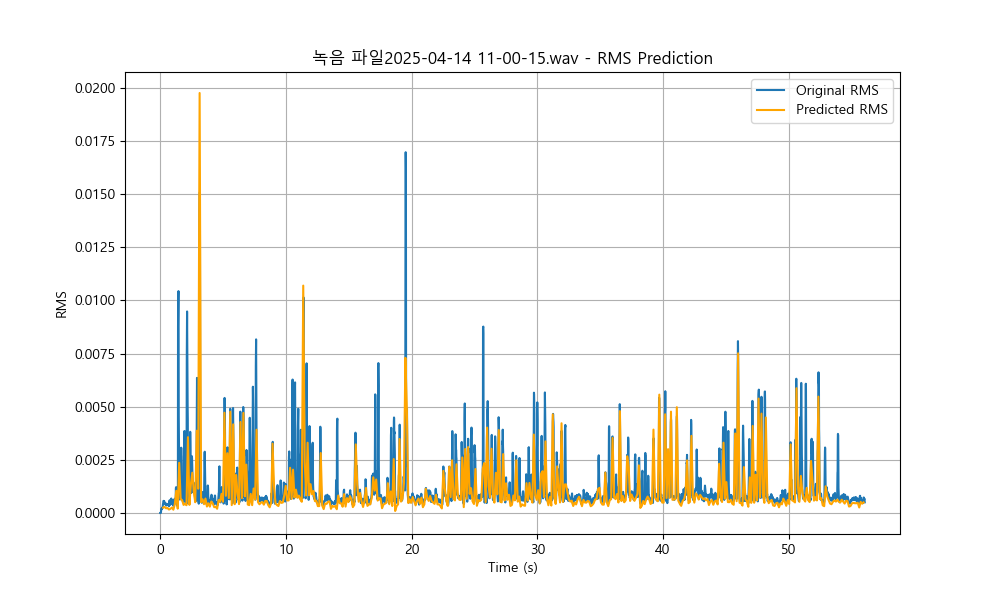 녹음 파일2025-04-14 11-00-15.wav - RMS Prediction
Original RMS
Predicted RMS
RMS
0.0200
0.0175
0.0150
0.0125
0.0100
0.0075
0.0050
0.0025
0.0000
0 10 20 30 40 50
Time (s)